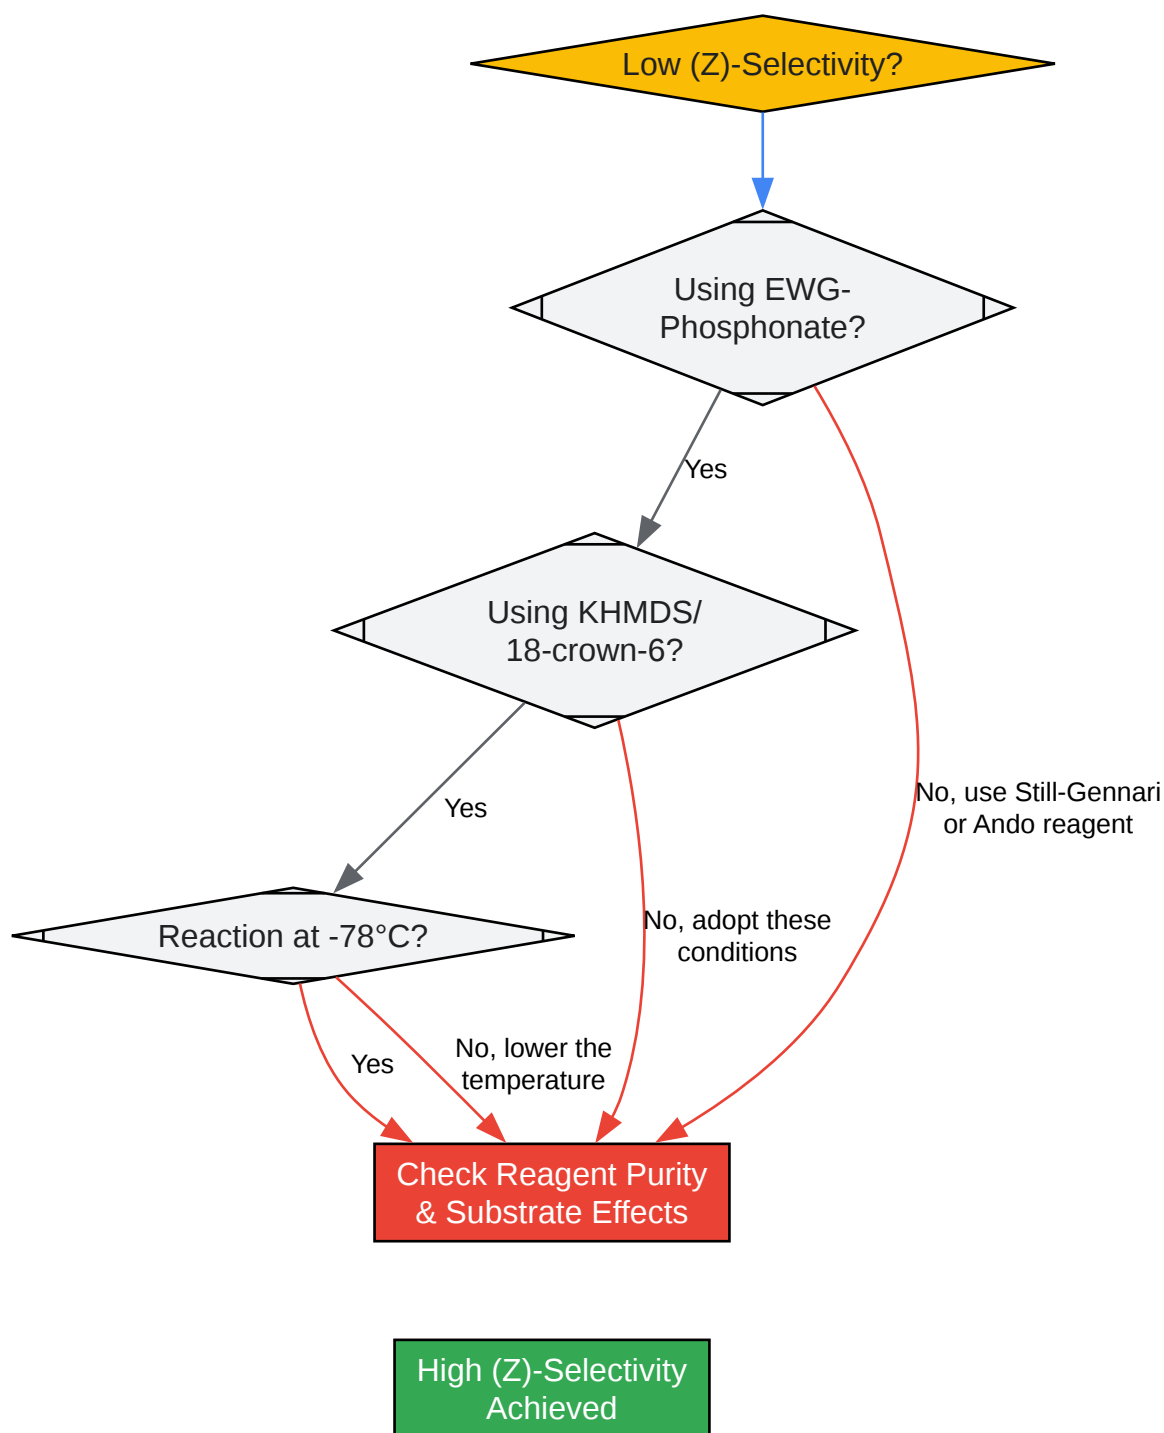 Low (Z)-Selectivity?
Using EWG-
Phosphonate?
Yes
Using KHMDS/
18-crown-6?
No, use Still-Gennari
or Ando reagent
Yes
No, adopt these
conditions
Reaction at -78°C?
Yes
No, lower the
temperature
Check Reagent Purity
& Substrate Effects
High (Z)-Selectivity
Achieved